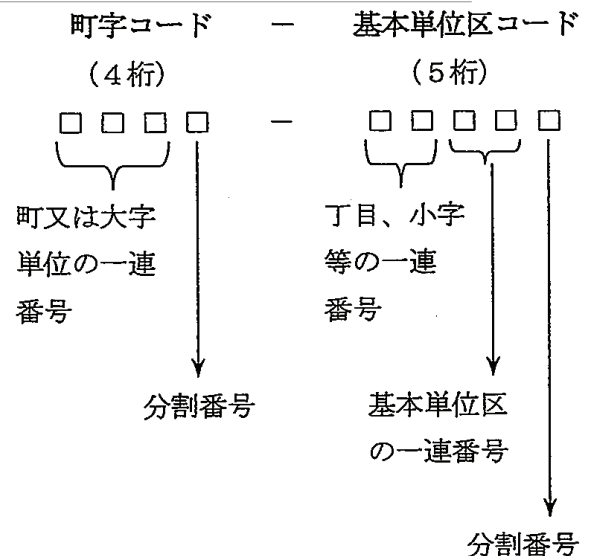 町字コード － 基本単位区コード
（４桁） （５桁）
□□□□ － □□□□□
町又は大字
単位の一連
番号
丁目、小字
等の一連
番号
分割番号
基本単位区
の一連番号
分割番号